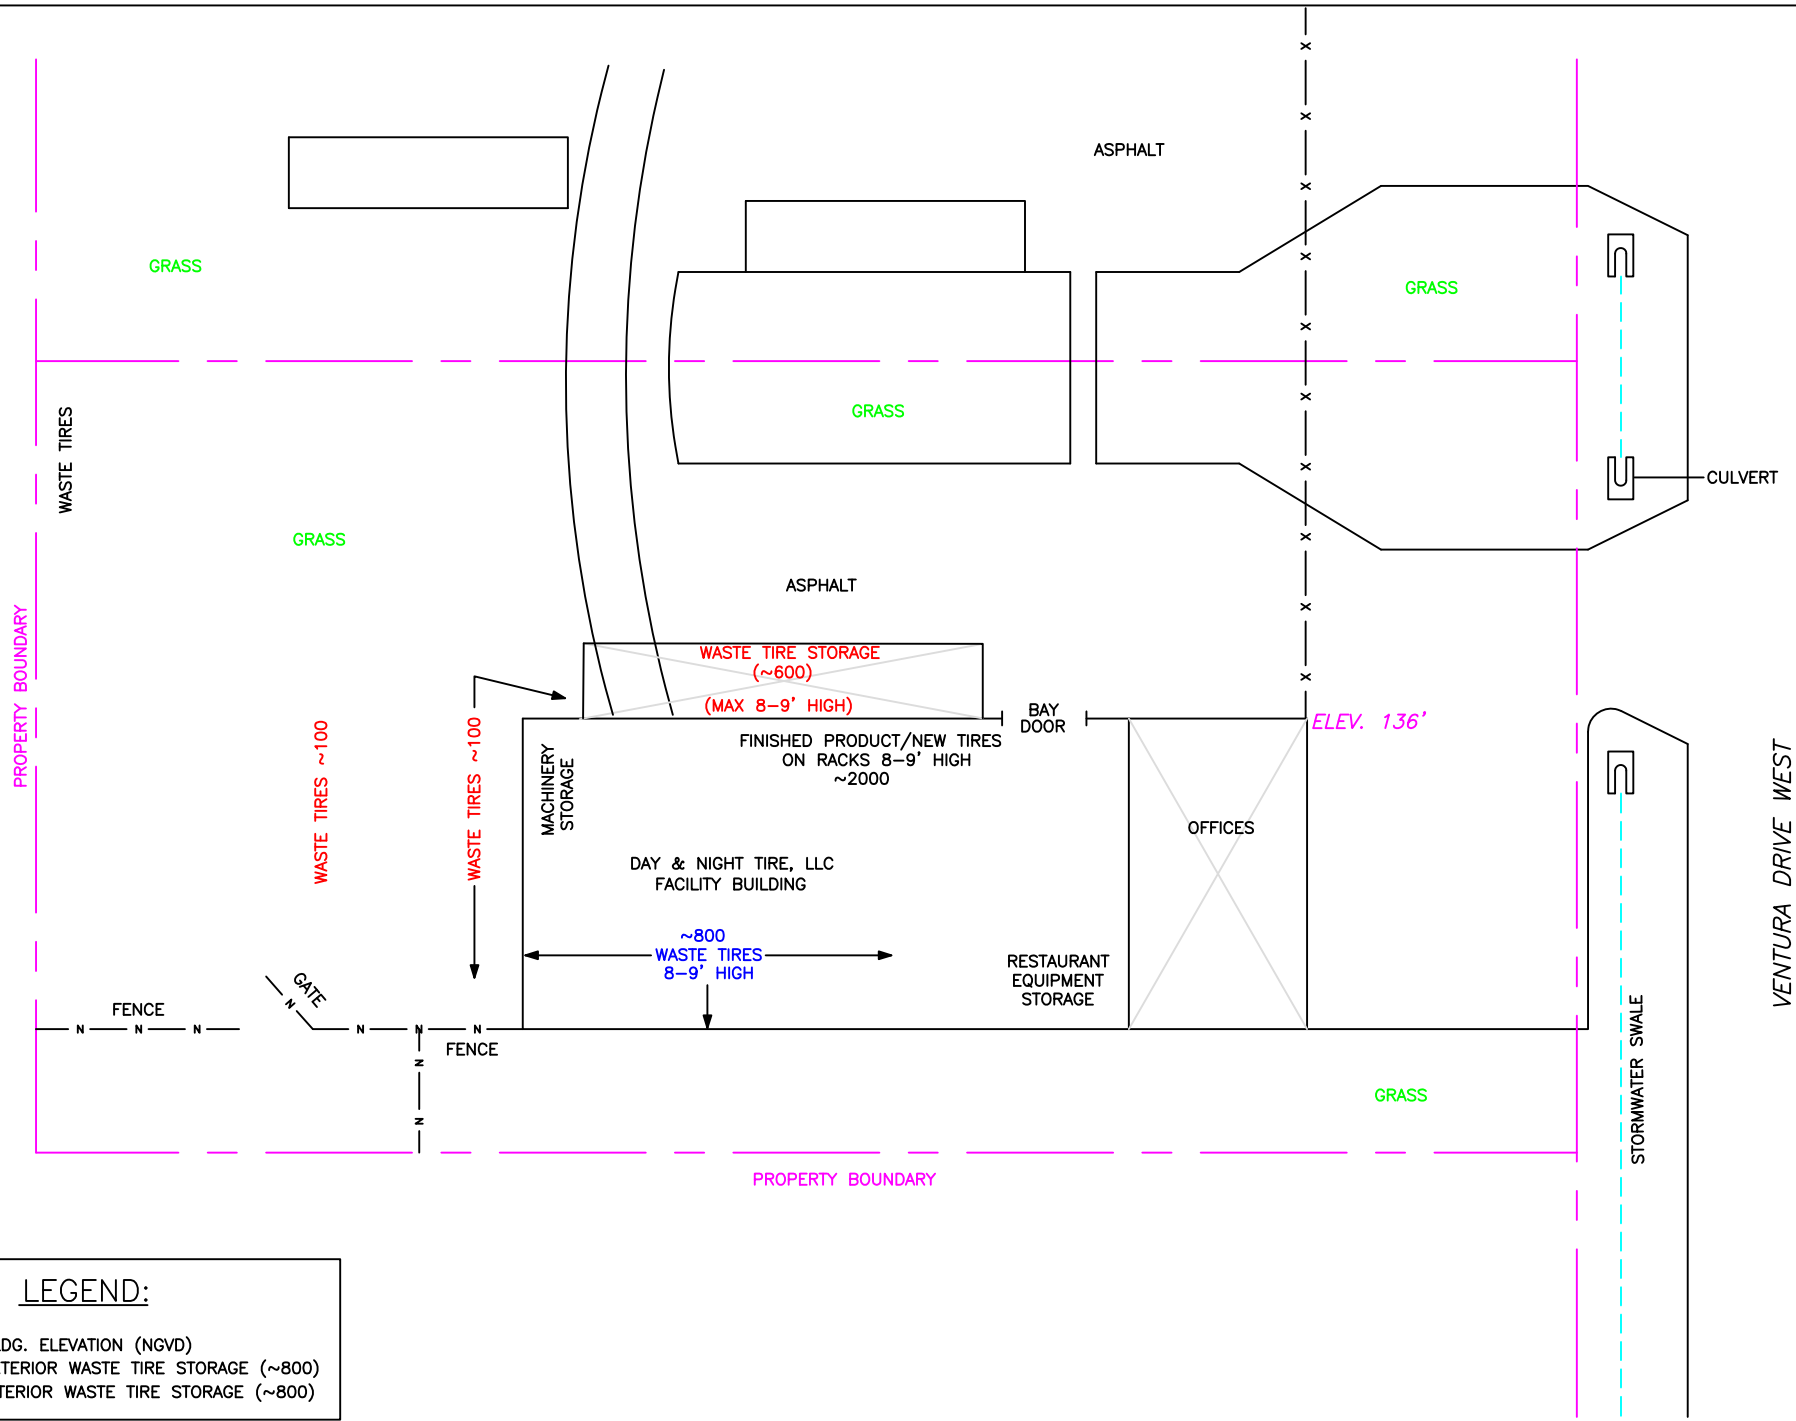 ASPHALT
GRASS
GRASS
GRASS
WASTE TIRES
CULVERT
GRASS
ASPHALT
PROPERTY BOUNDARY
WASTE TIRE STORAGE
(~600)
(MAX 8-9' HIGH)
BAY
DOOR
ELEV. 136'
WASTE TIRES ~100
WASTE TIRES ~100
MACHINERY
STORAGE
FINISHED PRODUCT/NEW TIRES
ON RACKS 8-9' HIGH
~2000
OFFICES
DAY & NIGHT TIRE, LLC
FACILITY BUILDING
VENTURA DRIVE WEST
~800
WASTE TIRES
8-9' HIGH
RESTAURANT
EQUIPMENT
STORAGE
GATE
FENCE
FENCE
STORMWATER SWALE
GRASS
PROPERTY BOUNDARY
LEGEND:
DG. ELEVATION (NGVD)
TERIOR WASTE TIRE STORAGE (~800)
TERIOR WASTE TIRE STORAGE (~800)